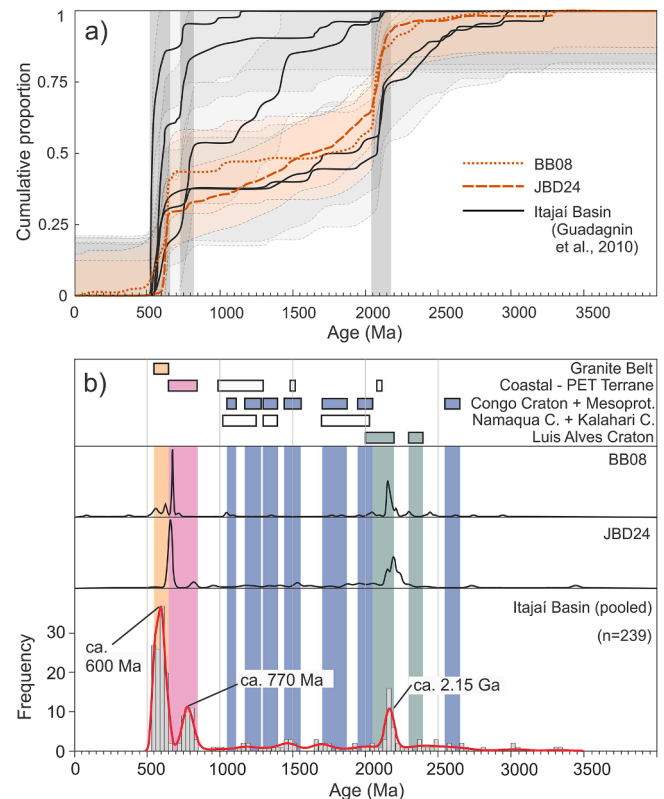 a)
1
0.75
0.5
0.25
0
Cumulative proportion
BB08
JBD24
Itajaí Basin
(Guadagnin
et al., 2010)
0 500 1000 1500 2000 2500 3000 3500
Age (Ma)
b)
Granite Belt
Coastal - PET Terrane
Congo Craton + Mesoprot.
Namaqua C. + Kalahari C.
Luis Alves Craton
BB08
JBD24
Itajaí Basin (pooled)
(n=239)
ca.
600 Ma
ca. 770 Ma
ca. 2.15 Ga
30
20
10
0
Frequency
0 500 1000 1500 2000 2500 3000 3500
Age (Ma)